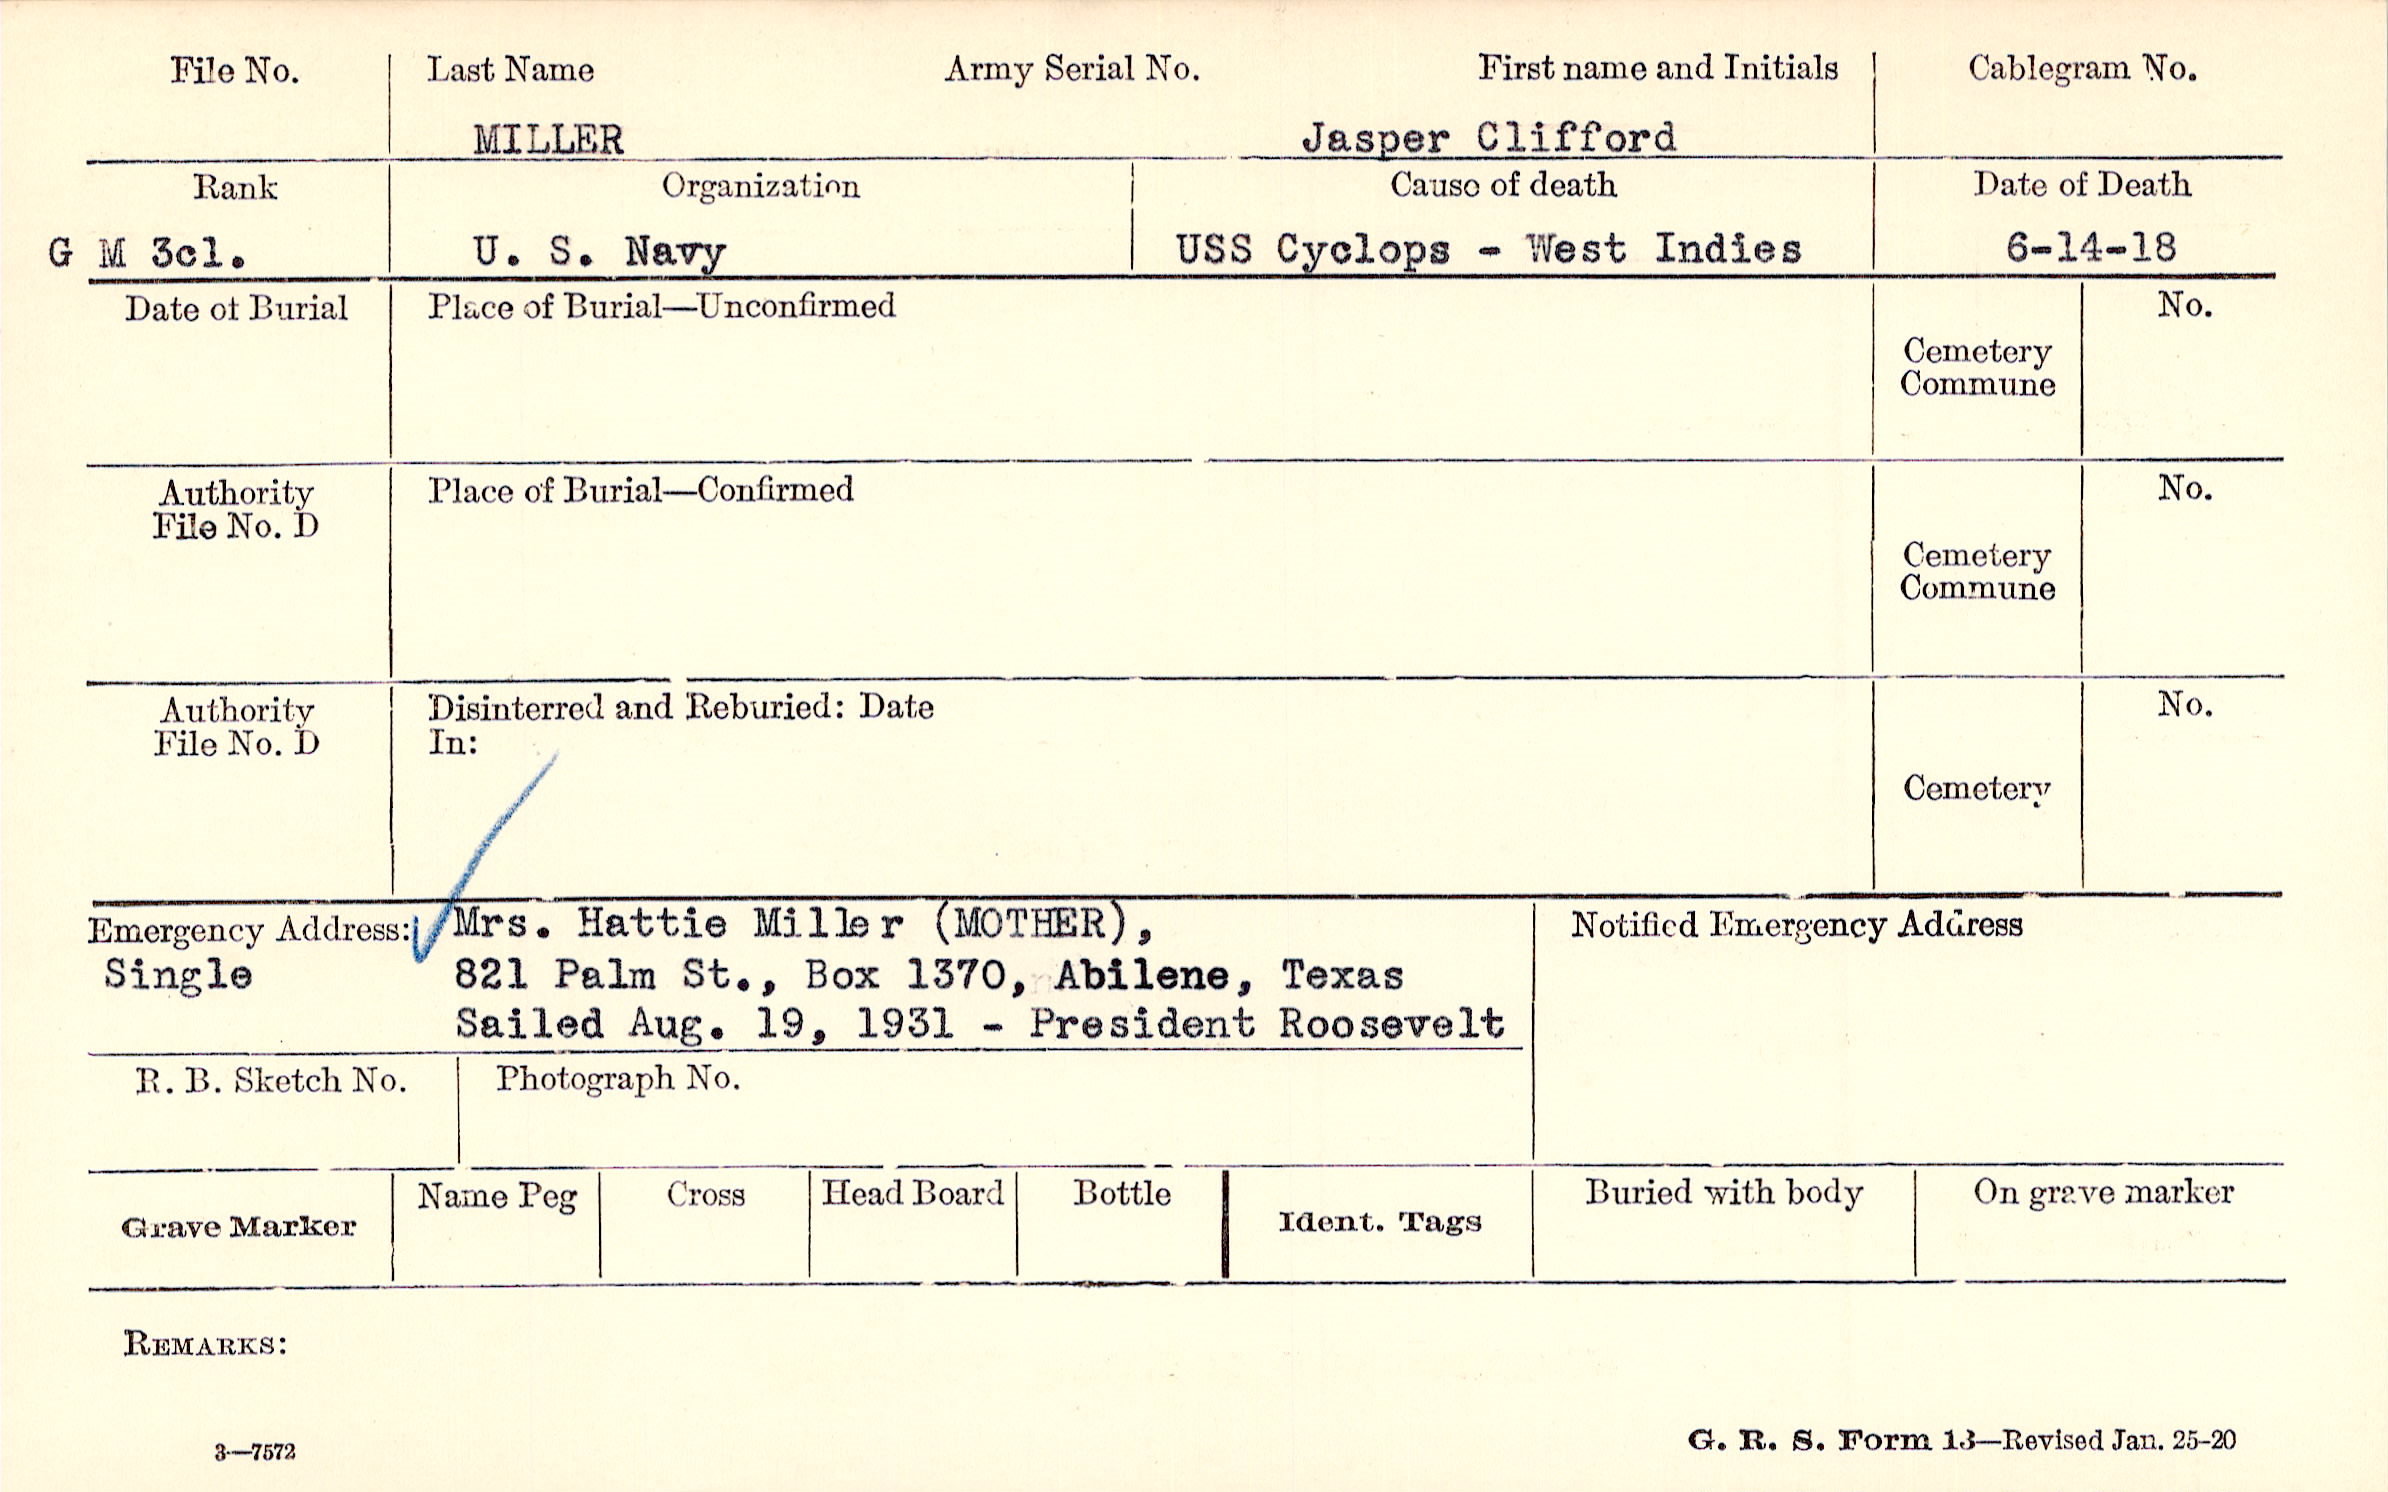 File No. Last Name Army Serial No. First name and Initials Cablegram No.
MILLER Jasper Clifford
Rank Organization Cause of death Date of Death
G M 3cl. U. S. Navy USS Cyclops - West Indies 6-14-18
Date of Burial Place of Burial—Unconfirmed No.
Cemetery
Commune
Authority Place of Burial—Confirmed No.
File No. D
Cemetery
Commune
Authority Disinterred and Reburied: Date No.
File No. D In:
Cemetery
Emergency Address: Mrs. Hattie Miller (MOTHER), Notified Emergency Address
Single 821 Palm St., Box 1370, Abilene, Texas
Sailed Aug. 19, 1931 - President Roosevelt
R. B. Sketch No. Photograph No.
Grave Marker Name Peg Cross Head Board Bottle Ident. Tags Buried with body On grave marker
REMARKS:
3—7572 G. R. S. Form 13—Revised Jan. 25-20